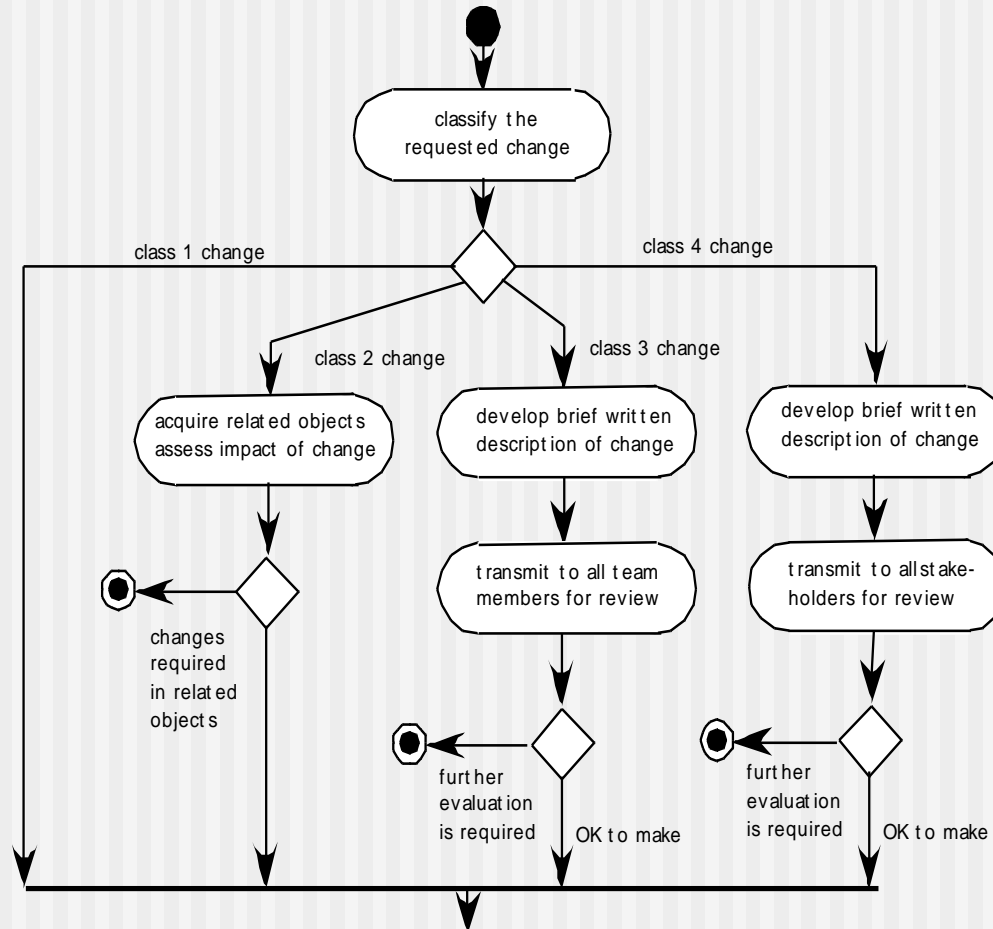 classify the
requested change
class 1 change
class 4 change
class 2 change
class 3 change
acquire related objects
assess impact of change
develop brief written
description of change
develop brief written
description of change
transmit to all team
members for review
transmit to allstake-
holders for review
changes
required
in related
objects
further
evaluation
is required
OK to make
further
evaluation
is required
OK to make